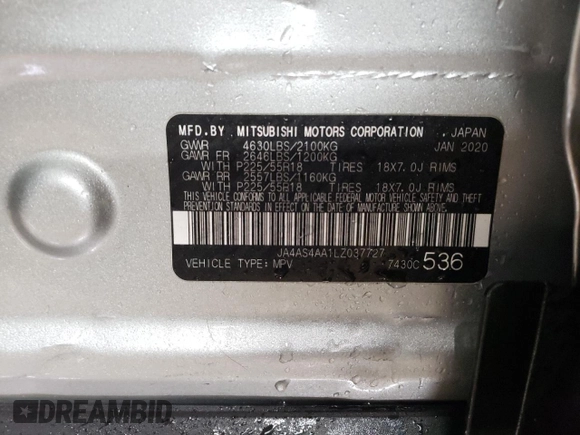 MFD.BY MITSUBISHI MOTORS CORPORATION . JAPAN
GVWR 4630LBS/2100KG JAN 2020
GAWR FR 2646LBS/1200KG
WITH P225/55R18 TIRES 18X7.0J RIMS
GAWR RR 2557LBS/1160KG
WITH P225/55R18 TIRES 18X7.0J RIMS
THIS VEHICLE CONFORMS TO ALL APPLICABLE FEDERAL MOTOR VEHICLE SAFETY AND THEFT
PREVENTION STANDARDS IN EFFECT ON THE DATE OF MANUFACTURE SHOWN ABOVE.
JA4AS4AA1LZ037727
VEHICLE TYPE: MPV 7430C 536
DREAMBID